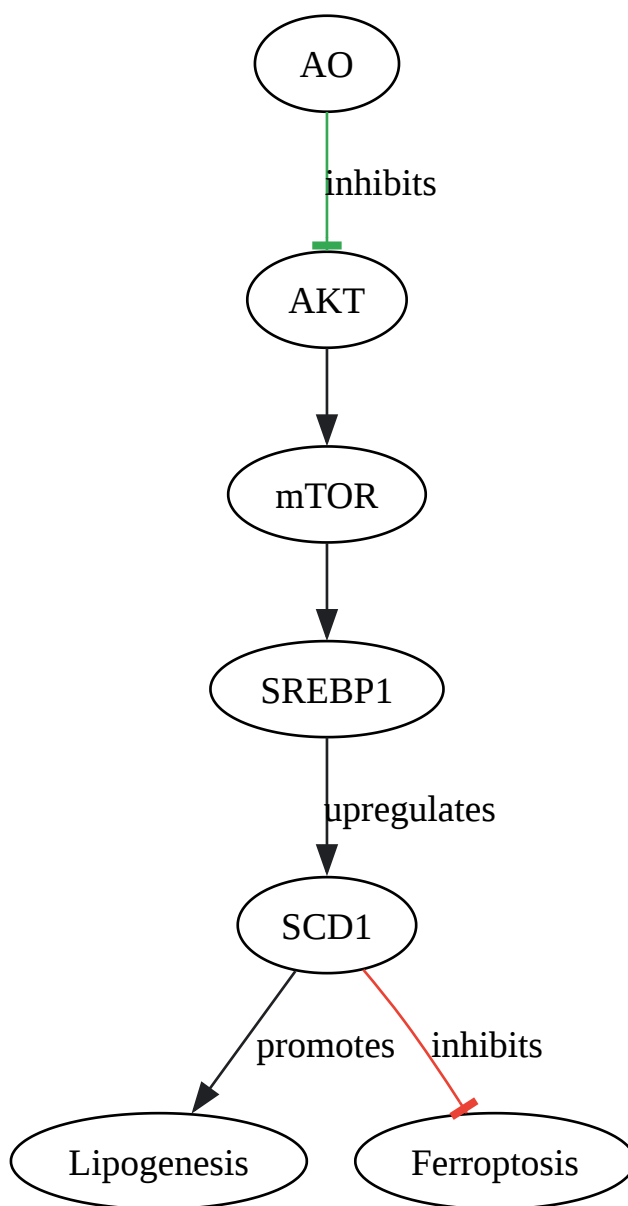 AO
inhibits
AKT
mTOR
SREBP1
upregulates
SCD1
promotes
inhibits
Lipogenesis
Ferroptosis